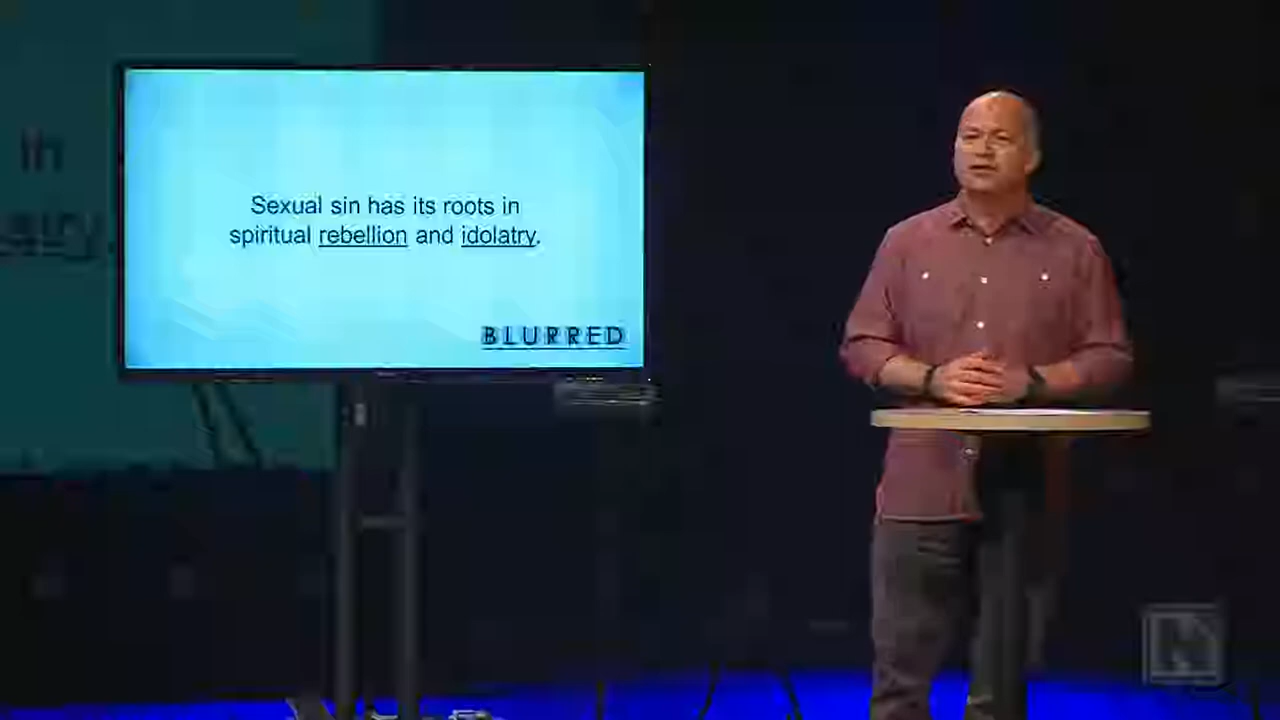 Sexual sin has its roots in
spiritual rebellion and idolatry.
BLURRED